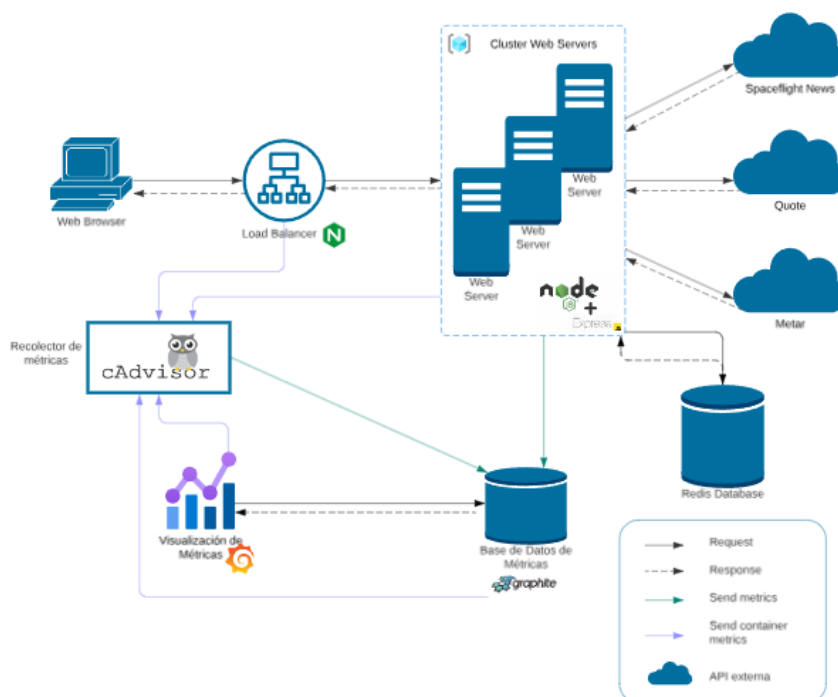 Cluster Web Servers
Spaceflight News
Web Browser
Load Balancer
Web
Server
Web
Server
Web
Server
Quote
node
JS
+
Express
JS
Metar
Recolector de
métricas
cAdvisor
Redis Database
Visualización de
Métricas
Base de Datos de
Métricas
graphite
Request
Response
Send metrics
Send container
metrics
API externa